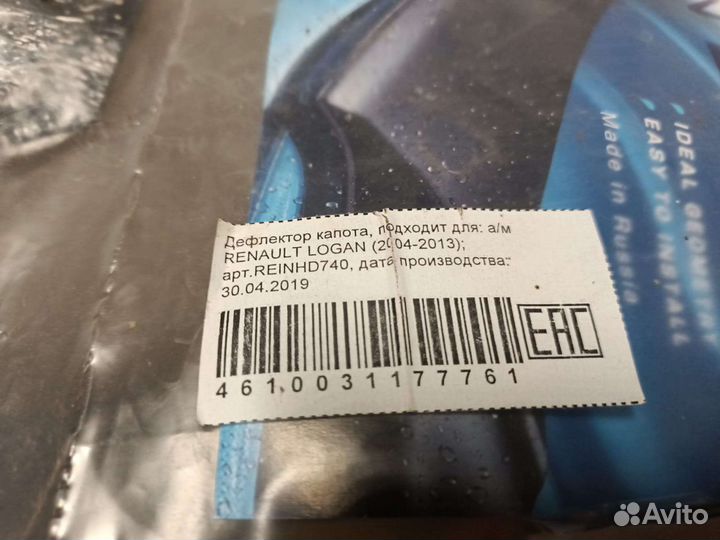 IDEAL GEOMETRY
EASY TO INSTALL
Made in Russia
Дефлектор капота, подходит для: а/м
RENAULT LOGAN (2004-2013);
арт.REINHD740, дата производства:
30.04.2019
4610031177761
EAC
Avito